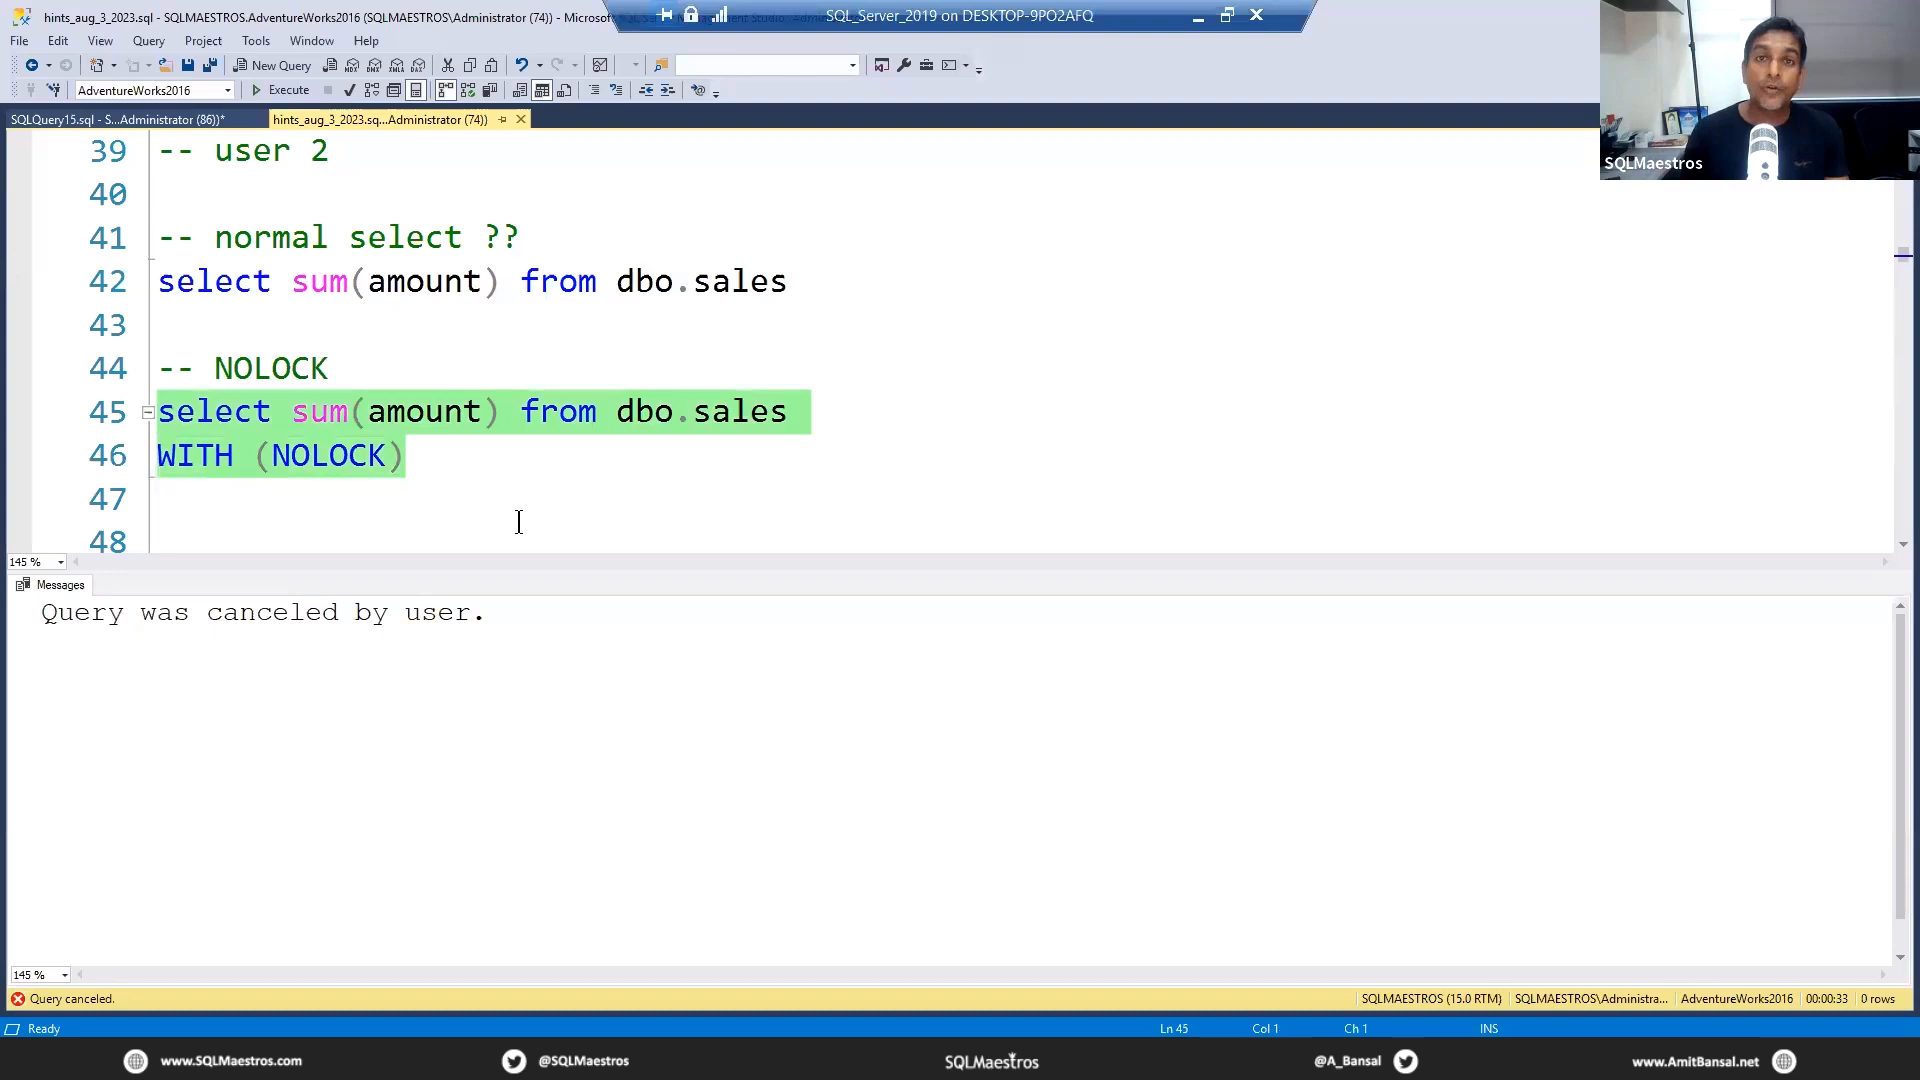 hints_aug_3_2023.sql - SQLMAESTROS.AdventureWorks2016 (SQLMAESTROS\Administrator (74)) - Microsof
SQL_Server_2019 on DESKTOP-9PO2AFQ
File Edit View Query Project Tools Window Help
New Query
AdventureWorks2016
Execute
SQLQuery15.sql - S...Administrator (86))*
hints_aug_3_2023.sq...Administrator (74))
SQLMaestros
39 -- user 2
40
41 -- normal select ??
42 select sum(amount) from dbo.sales
43
44 -- NOLOCK
45 select sum(amount) from dbo.sales
46 WITH (NOLOCK)
47
48
145 %
Messages
Query was canceled by user.
145 %
Query canceled.
SQLMAESTROS (15.0 RTM) SQLMAESTROS\Administra... AdventureWorks2016 00:00:33 0 rows
Ready
Ln 45 Col 1 Ch 1 INS
www.SQLMaestros.com @SQLMaestros SQLMaestros @A_Bansal www.AmitBansal.net